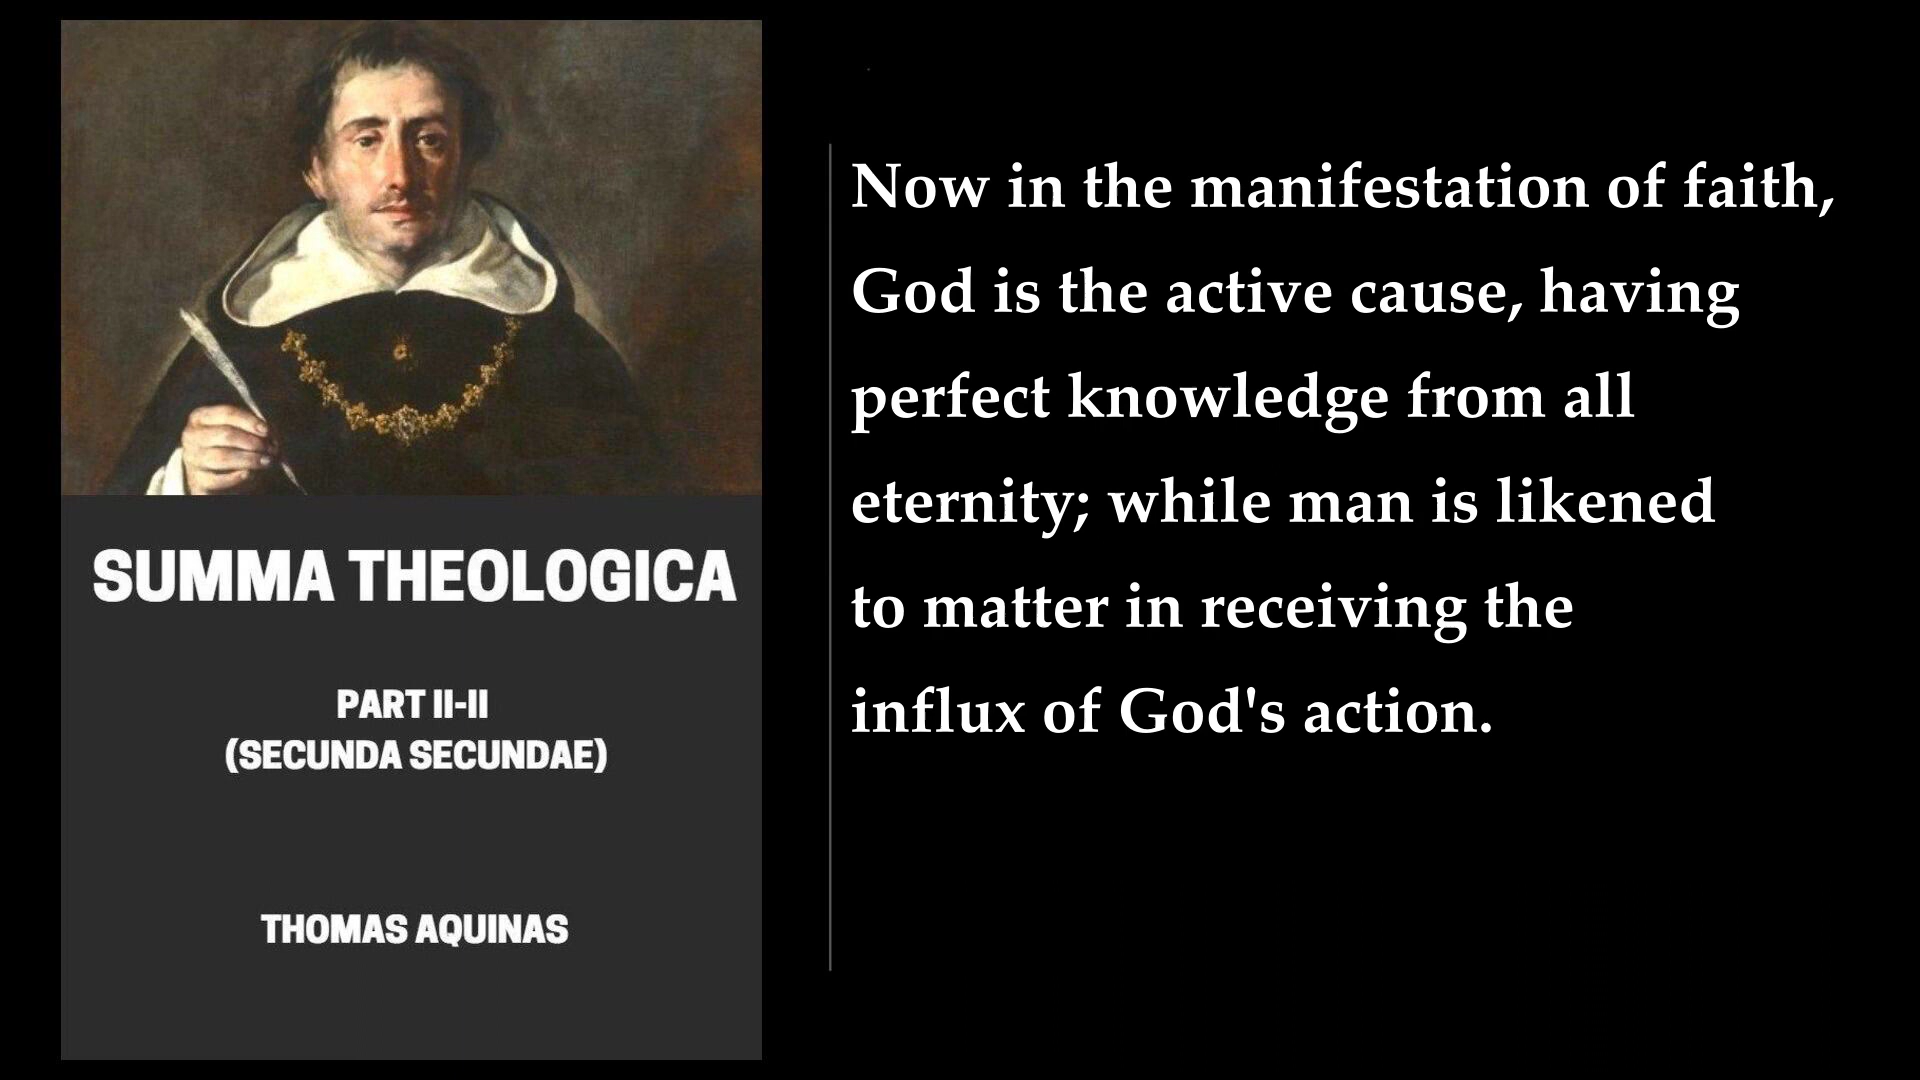 SUMMA THEOLOGICA
PART II-II
(SECUNDA SECUNDAE)
THOMAS AQUINAS
Now in the manifestation of faith,
God is the active cause, having
perfect knowledge from all
eternity; while man is likened
to matter in receiving the
influx of God's action.